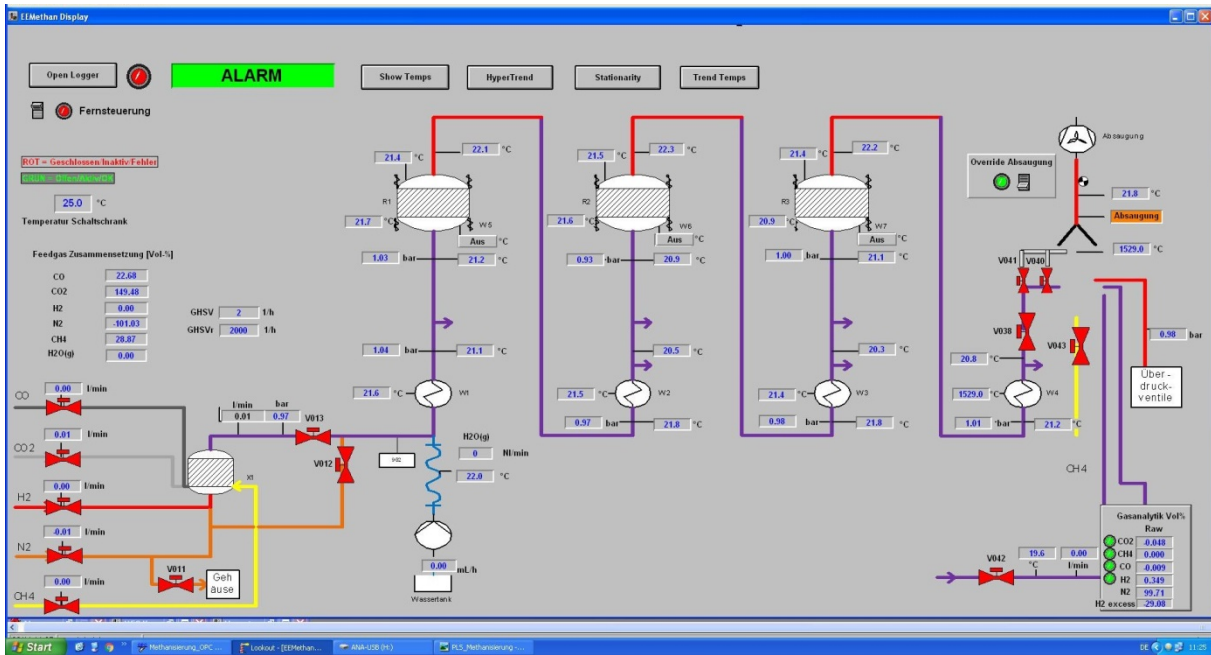 EEMethan Display
Open Logger
ALARM
Show Temps
HyperTrend
Stationarity
Trend Temps
Fernsteuerung
ROT = Geschlossen/Inaktiv/Fehler
GRÜN = Offen/Aktiv/OK
25.0 °C
Temperatur Schaltschrank
Feedgas Zusammensetzung [Vol-%]
CO 22.68
CO2 149.48
H2 0.00
N2 -101.03
CH4 28.87
H2O(g) 0.00
GHSV 2 1/h
GHSVr 2000 1/h
CO 0.00 l/min
CO2 0.01 l/min
H2 0.00 l/min
N2 -0.01 l/min
CH4 0.00 l/min
V011
Geh
äuse
l/min bar
0.01 0.97
V013
V012
H2O(g)
0 Nl/min
22.0 °C
0.00 mL/h
Wassertank
21.4 °C
22.1 °C
R1
21.7 °C
W5
Aus °C
1.03 bar
21.2 °C
1.04 bar
21.1 °C
21.6 °C
W1
21.5 °C
22.3 °C
R2
21.6 °C
W6
Aus °C
0.93 bar
20.9 °C
20.5 °C
21.5 °C
W2
0.97 bar
21.8 °C
21.4 °C
22.2 °C
R3
20.9 °C
W7
Aus °C
1.00 bar
21.1 °C
20.3 °C
21.4 °C
W3
0.98 bar
21.8 °C
Absaugung
Override Absaugung
21.8 °C
Absaugung
1529.0 °C
V041
V040
V038
V043
20.8 °C
1529.0 °C
W4
1.01 bar
21.2 °C
0.98 bar
Über-
druck-
ventile
CH4
V042
19.6 0.00
°C l/min
Gasanalytik Vol%
Raw
CO2 -0.048
CH4 0.000
CO -0.009
H2 0.349
N2 99.71
H2 excess -29.08
Start
Methanisierung_OPC ...
Lookout - [EEMethan...
ANA-USB (H:)
PLS_Methanisierung -...
DE
11:25